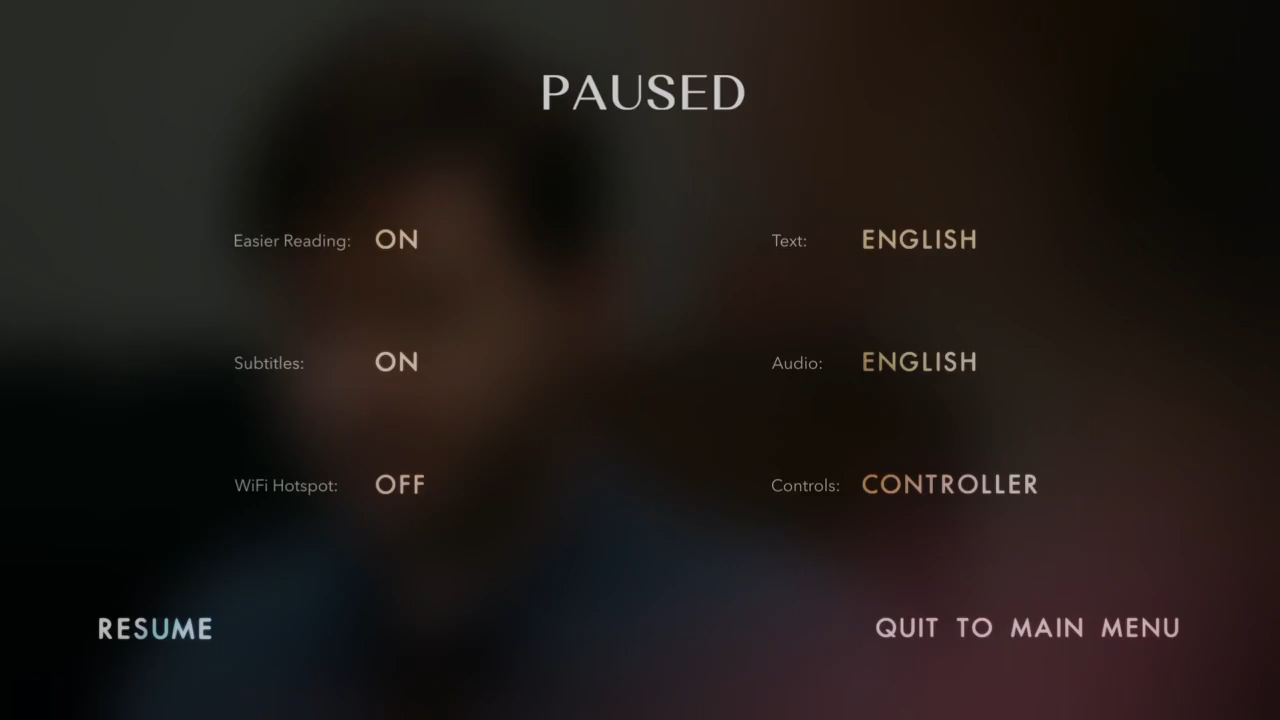 PAUSED
Easier Reading: ON
Text: ENGLISH
Subtitles: ON
Audio: ENGLISH
WiFi Hotspot: OFF
Controls: CONTROLLER
RESUME
QUIT TO MAIN MENU